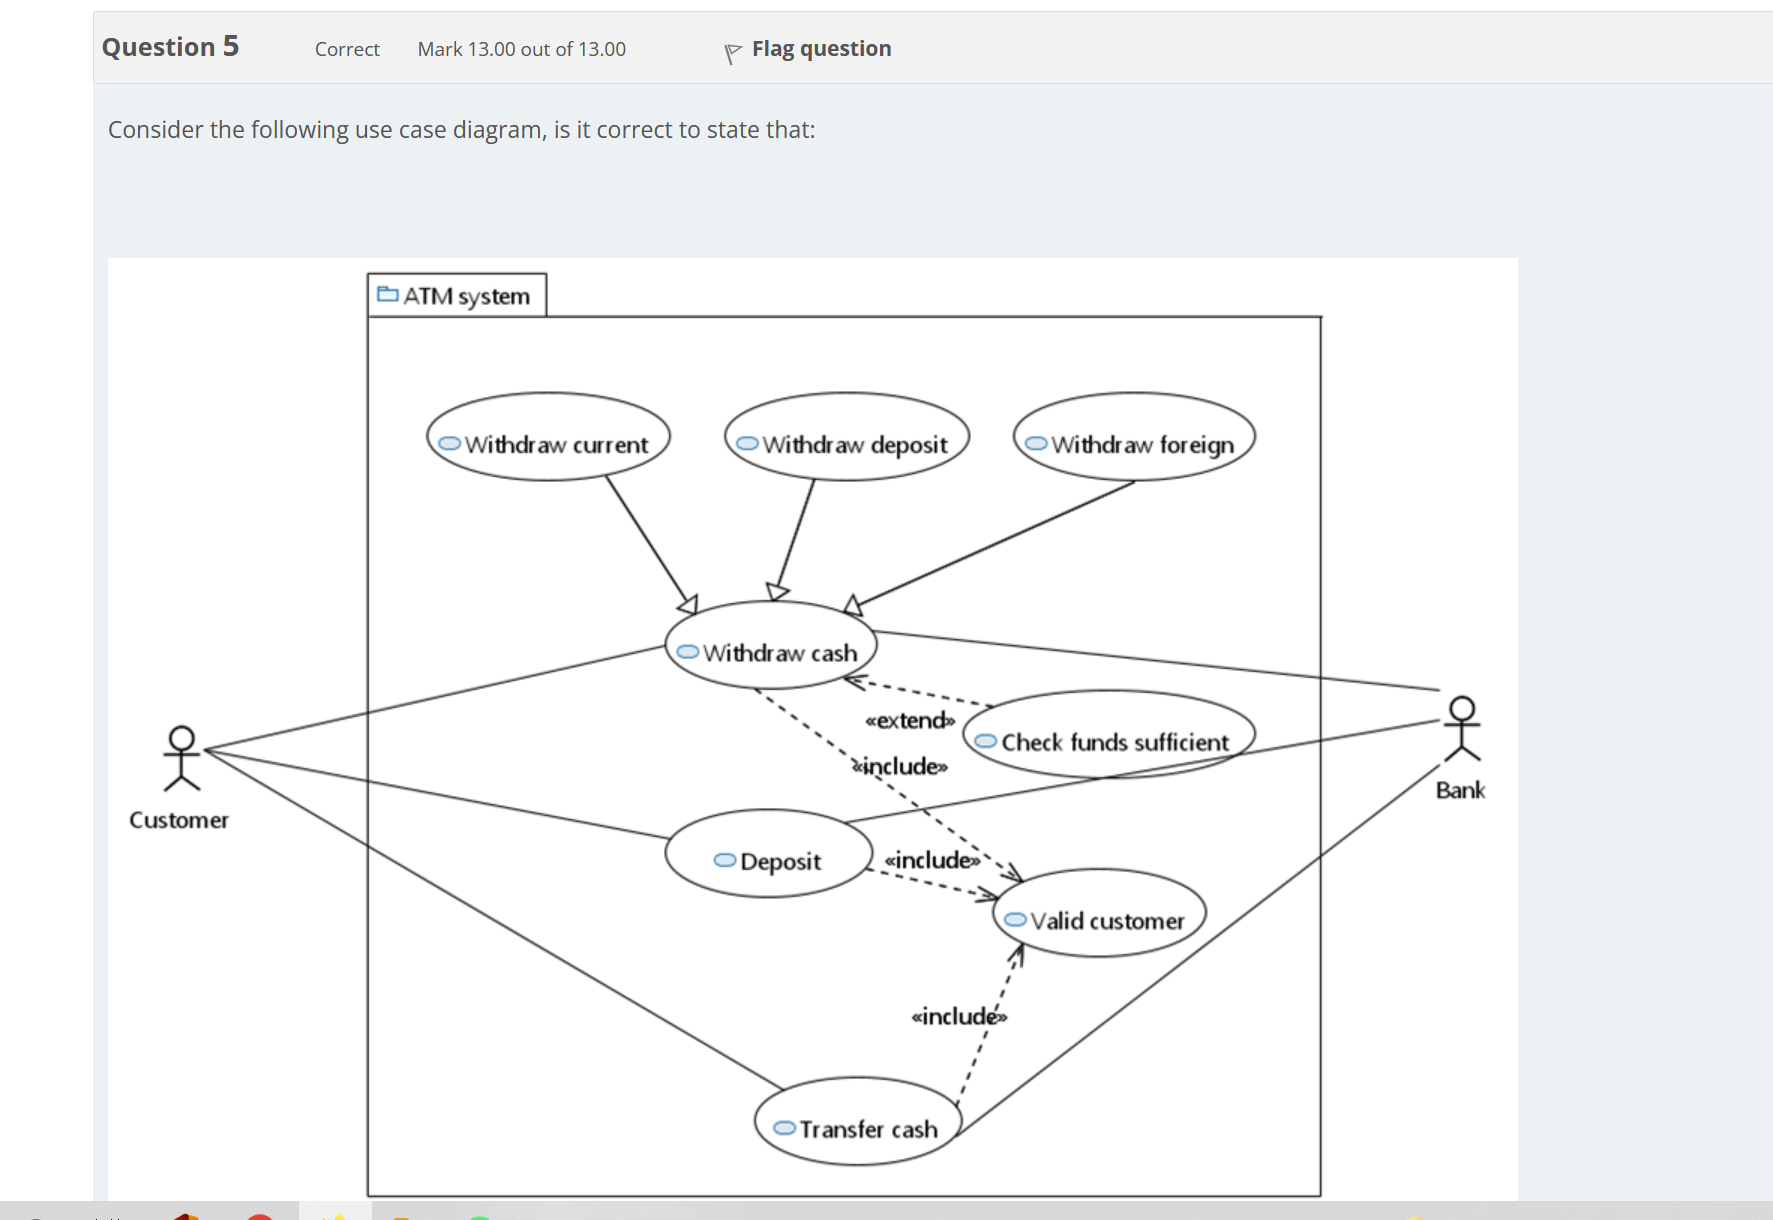 Question 5 Correct Mark 13.00 out of 13.00 Flag question
Consider the following use case diagram, is it correct to state that:
ATM system
Withdraw current Withdraw deposit Withdraw foreign
Withdraw cash
«extend»
Check funds sufficient
«include»
Customer
Bank
Deposit
«include»
Valid customer
«include»
Transfer cash